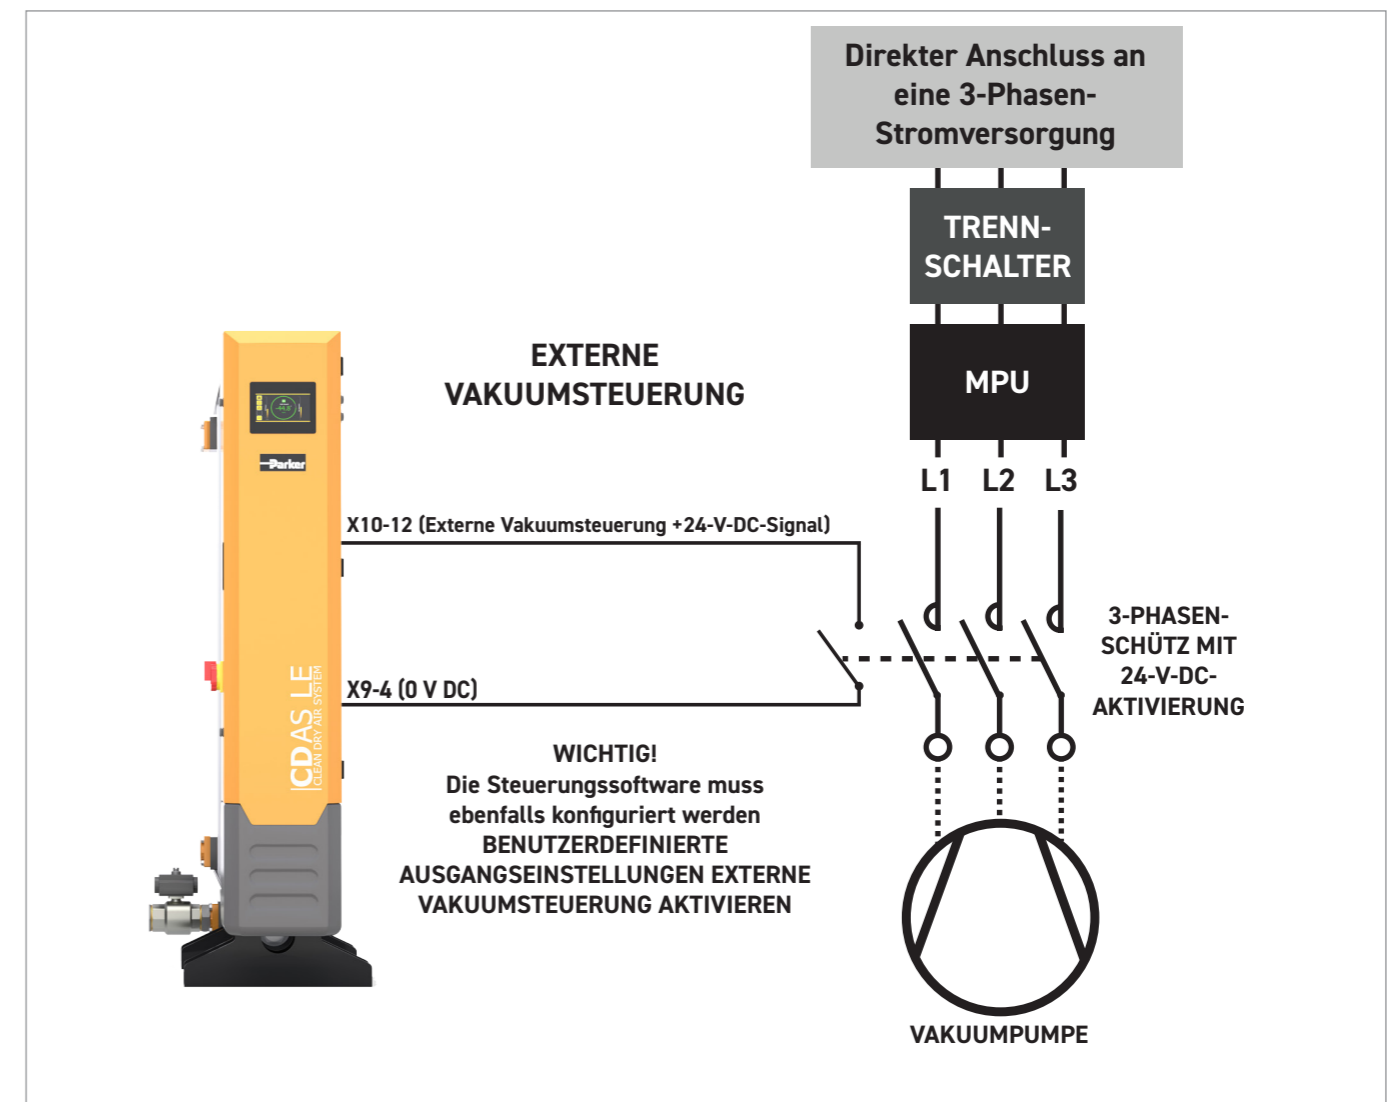 Direkter Anschluss an
eine 3-Phasen-
Stromversorgung
TRENN-
SCHALTER
EXTERNE
VAKUUMSTEUERUNG
MPU
Parker
L1 L2 L3
X10-12 (Externe Vakuumsteuerung +24-V-DC-Signal)
3-PHASEN-
SCHÜTZ MIT
24-V-DC-
AKTIVIERUNG
X9-4 (0 V DC)
CDAS LE
CLEAN DRY AIR SYSTEM
WICHTIG!
Die Steuerungssoftware muss
ebenfalls konfiguriert werden
BENUTZERDEFINIERTE
AUSGANGSEINSTELLUNGEN EXTERNE
VAKUUMSTEUERUNG AKTIVIEREN
VAKUUMPUMPE